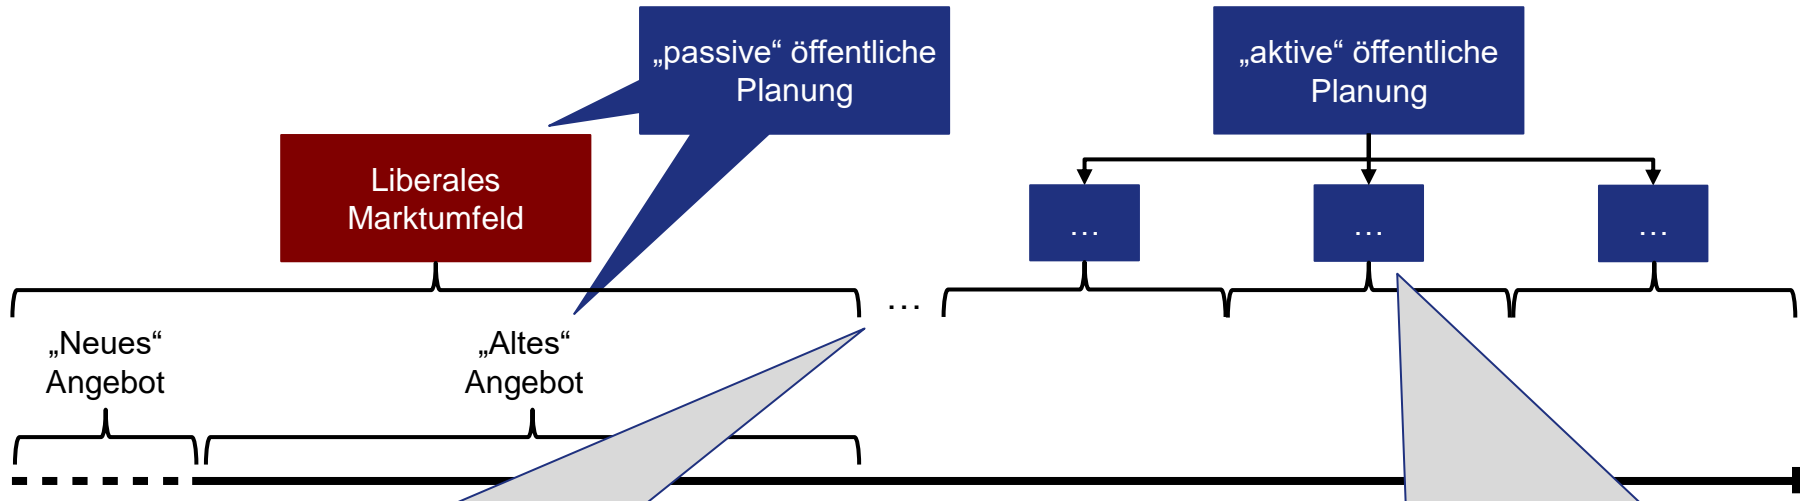 „passive“ öffentliche
Planung
„aktive“ öffentliche
Planung
Liberales
Marktumfeld
…
…
…
…
„Neues“
Angebot
„Altes“
Angebot